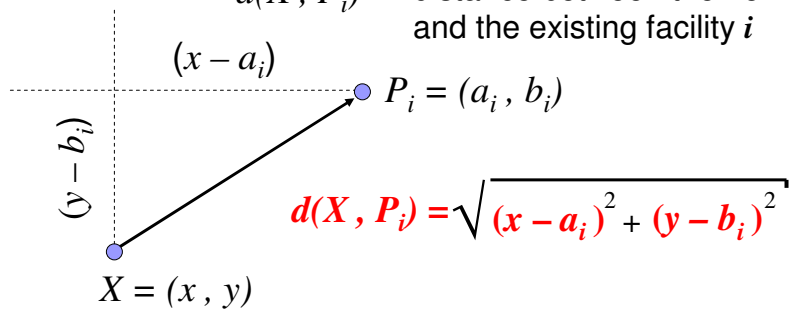 and the existing facility i
(x – a_i)
P_i = (a_i , b_i)
(y – b_i)
d(X , P_i) = √((x – a_i)² + (y – b_i)²)
X = (x , y)